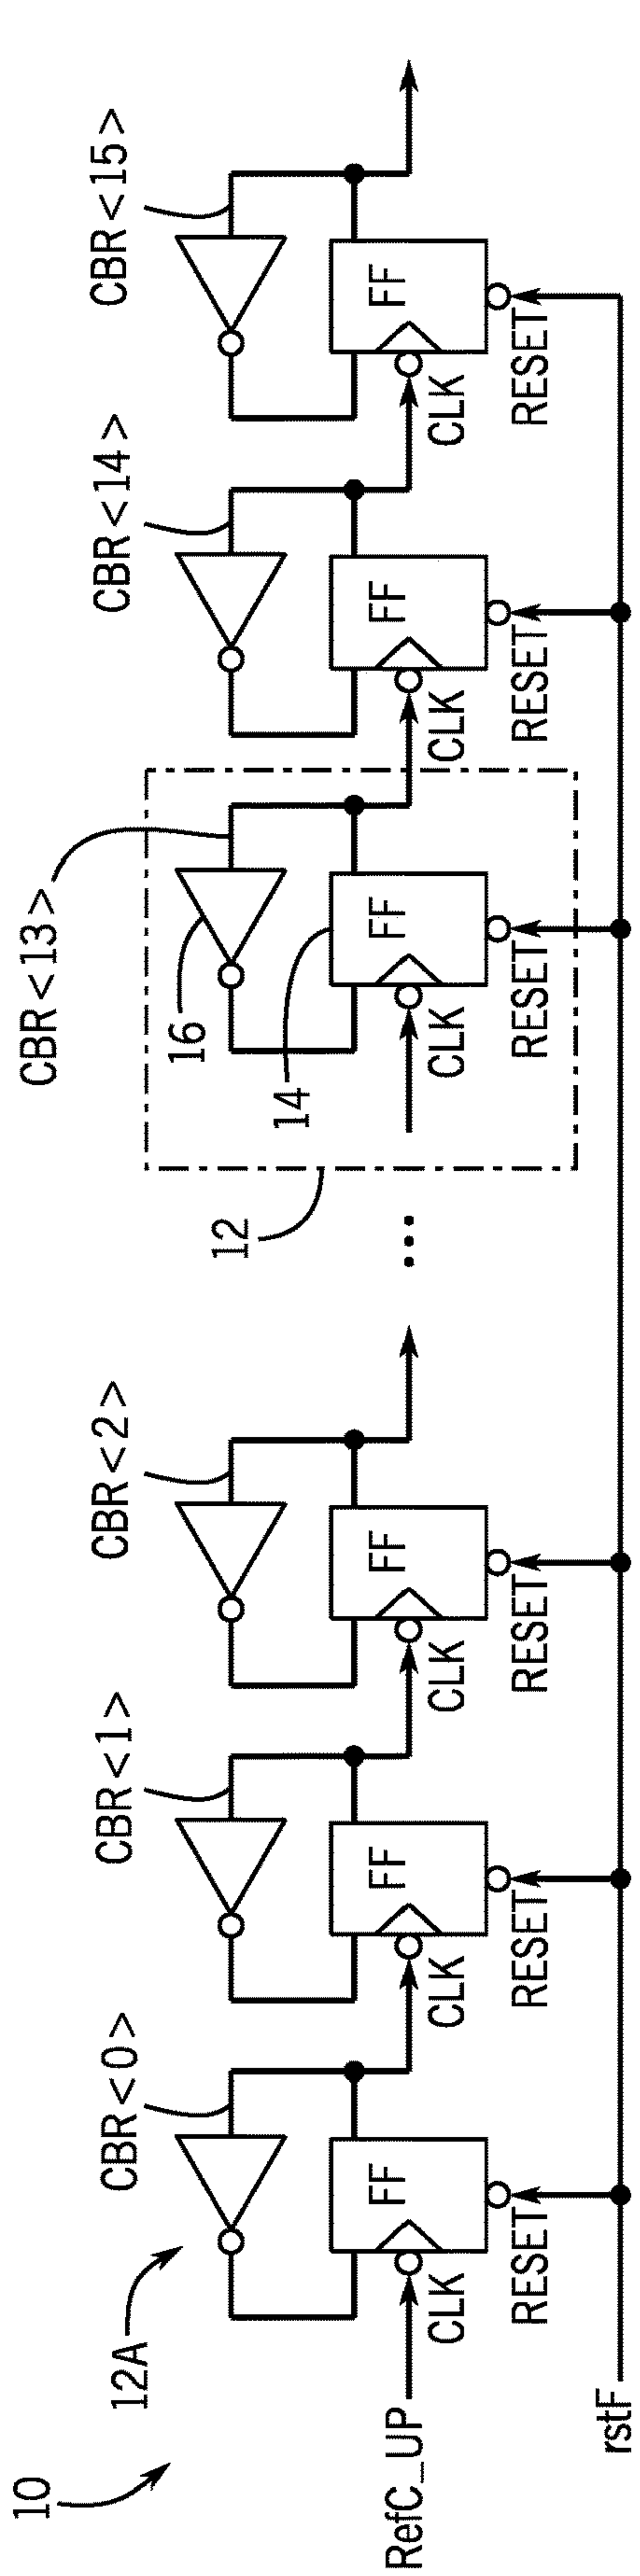 10
12A
CBR<0>
CBR<1>
CBR<2>
CBR<13>
CBR<14>
CBR<15>
16
14
12
...
FF
FF
FF
FF
FF
FF
RefC_UP
CLK
CLK
CLK
CLK
CLK
CLK
RESET
RESET
RESET
RESET
RESET
RESET
rstF